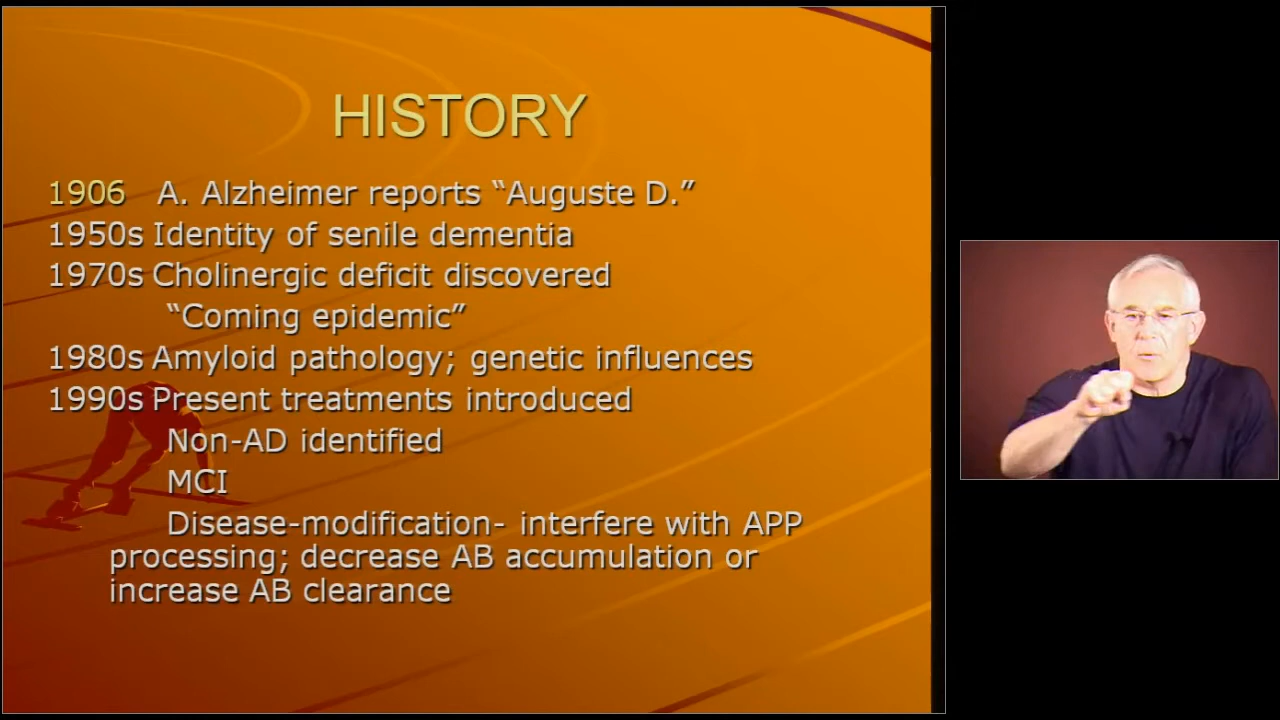 HISTORY
1906 A. Alzheimer reports “Auguste D.”
1950s Identity of senile dementia
1970s Cholinergic deficit discovered
“Coming epidemic”
1980s Amyloid pathology; genetic influences
1990s Present treatments introduced
Non-AD identified
MCI
Disease-modification- interfere with APP
processing; decrease AB accumulation or
increase AB clearance